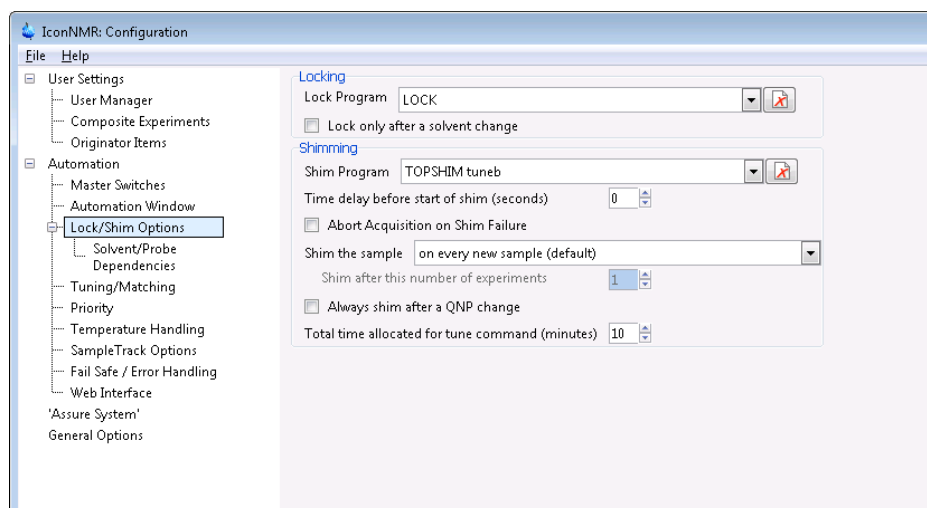 IconNMR: Configuration
File Help
User Settings
User Manager
Composite Experiments
Originator Items
Automation
Master Switches
Automation Window
Lock/Shim Options
Solvent/Probe
Dependencies
Tuning/Matching
Priority
Temperature Handling
SampleTrack Options
Fail Safe / Error Handling
Web Interface
'Assure System'
General Options
Locking
Lock Program LOCK
Lock only after a solvent change
Shimming
Shim Program TOPSHIM tuneb
Time delay before start of shim (seconds) 0
Abort Acquisition on Shim Failure
Shim the sample on every new sample (default)
Shim after this number of experiments 1
Always shim after a QNP change
Total time allocated for tune command (minutes) 10